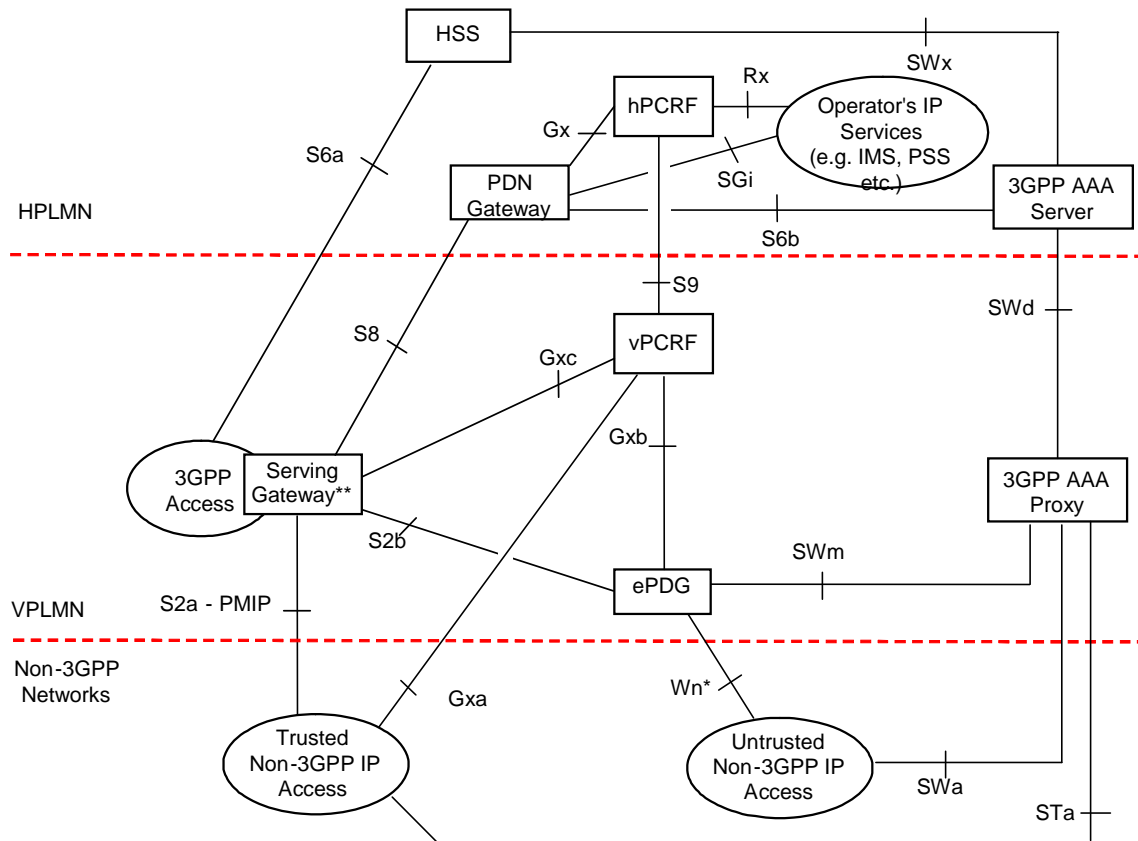 HSS
SWx
Rx
hPCRF
Operator's IP
Services
(e.g. IMS, PSS
etc.)
Gx
S6a
SGi
PDN
Gateway
3GPP AAA
Server
HPLMN
S6b
S9
SWd
S8
vPCRF
Gxc
Gxb
3GPP
Access
Serving
Gateway**
3GPP AAA
Proxy
S2b
SWm
ePDG
S2a - PMIP
VPLMN
Non-3GPP
Networks
Wn*
Gxa
Trusted
Non-3GPP IP
Access
Untrusted
Non-3GPP IP
Access
SWa
STa